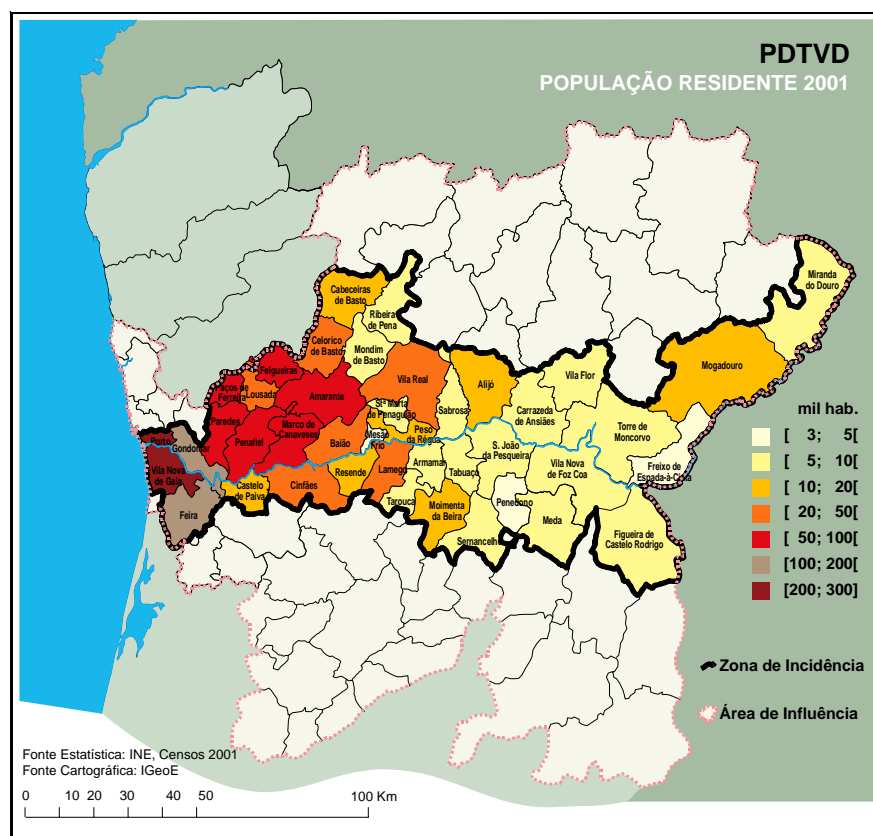 PDTVD
POPULAÇÃO RESIDENTE 2001
Miranda
do Douro
Cabeceiras
de Basto
Ribeira
de Pena
Celorico
de Basto
Mondim
de Basto
Mogadouro
Felgueiras
Vila Real
Alijó
Vila Flor
Paços de
Ferreira
Lousada
Amarante
Stª Marta
de Penaguião
Sabrosa
Carrazeda
de Ansiães
Torre de
Moncorvo
Paredes
Penafiel
Marco de
Canaveses
Baião
Mesão
Frio
Peso
da Régua
Porto
Gondomar
S. João
da Pesqueira
Vila Nova
de Gaia
Castelo
de Paiva
Cinfães
Resende
Lamego
Armamar
Tabuaço
Vila Nova
de Foz Coa
Freixo de
Espada-à-Cinta
Feira
Tarouca
Moimenta
da Beira
Penedono
Meda
Sernancelhe
Figueira de
Castelo Rodrigo
mil hab.
[ 3; 5[
[ 5; 10[
[ 10; 20[
[ 20; 50[
[ 50; 100[
[100; 200[
[200; 300]
Zona de Incidência
Área de Influência
Fonte Estatística: INE, Censos 2001
Fonte Cartográfica: IGeoE
0 10 20 30 40 50 100 Km